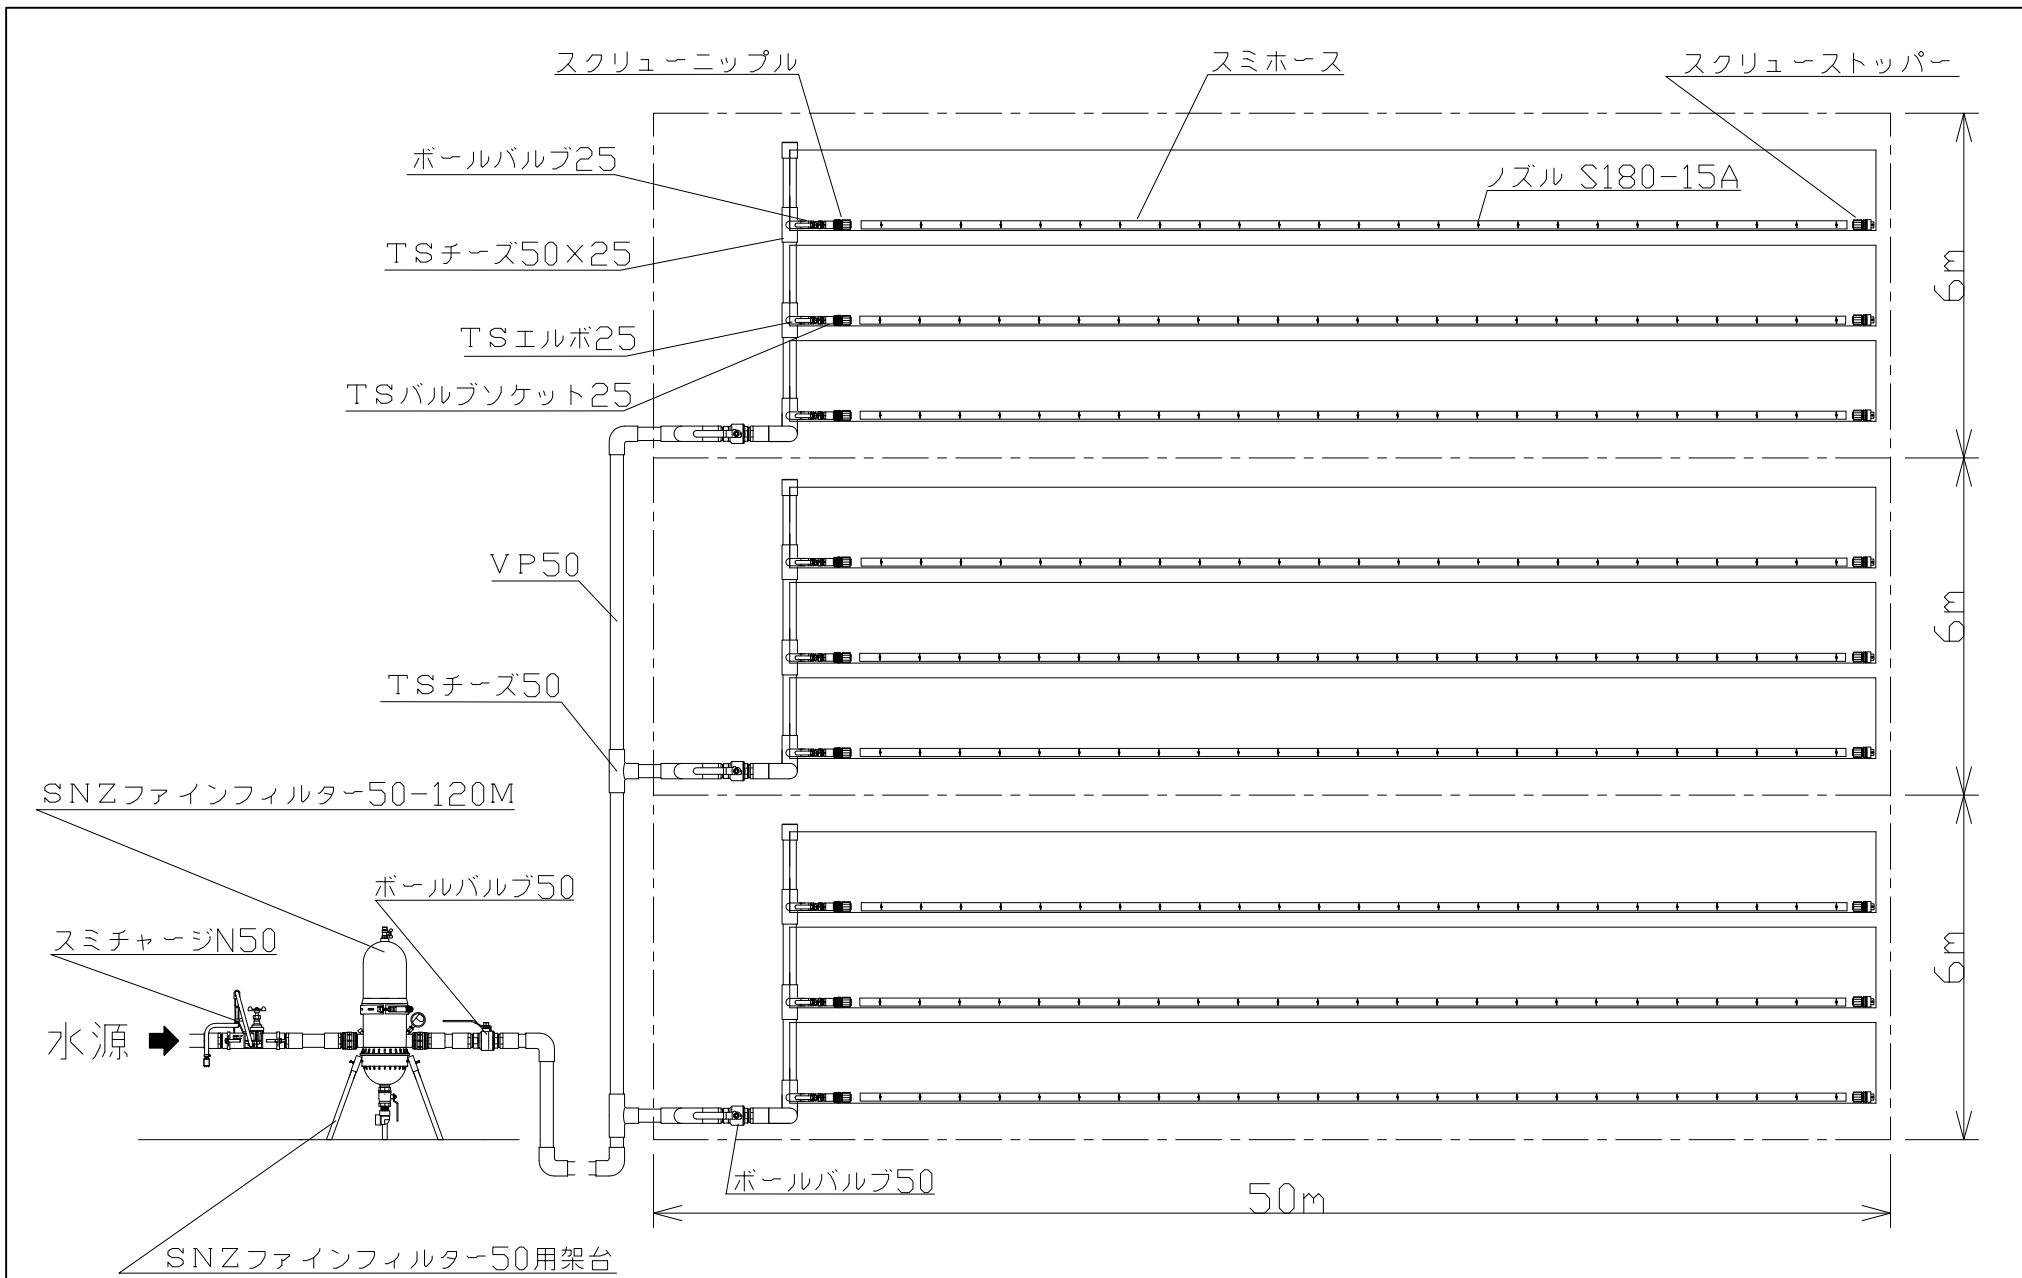 スクリューニップル
スミホース
スクリューストッパー
ボールバルブ25
ノズル S180-15A
TSチーズ50×25
6m
TSエルボ25
TSバルブソケット25
VP50
6m
TSチーズ50
SNZファインフィルター50-120M
ボールバルブ50
スミチャージN50
6m
水源
ボールバルブ50
50m
SNZファインフィルター50用架台